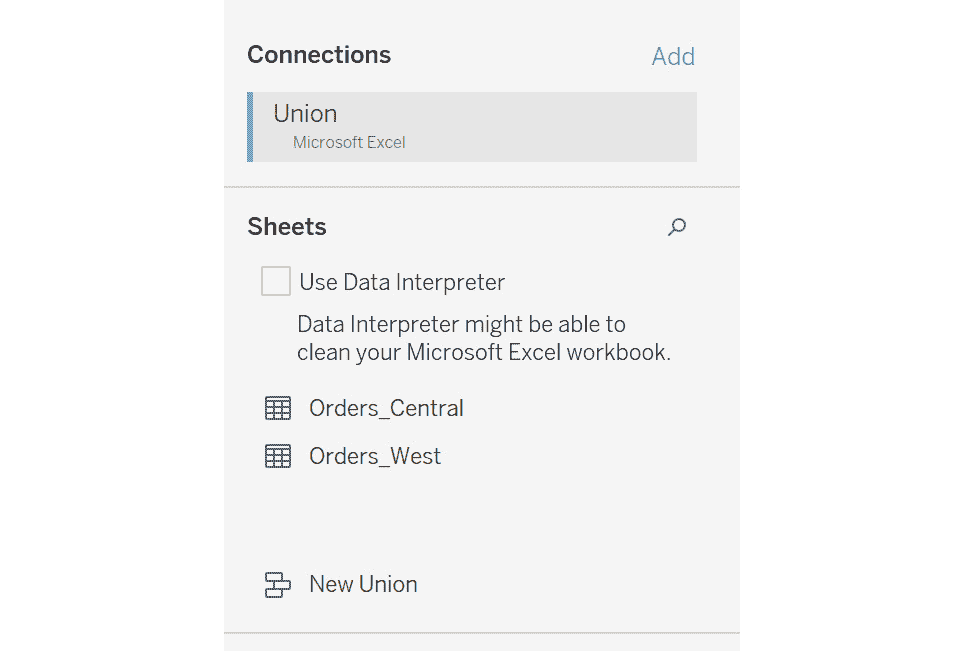 Connections
Add
Union
Microsoft Excel
Sheets
Use Data Interpreter
Data Interpreter might be able to
clean your Microsoft Excel workbook.
Orders_Central
Orders_West
New Union